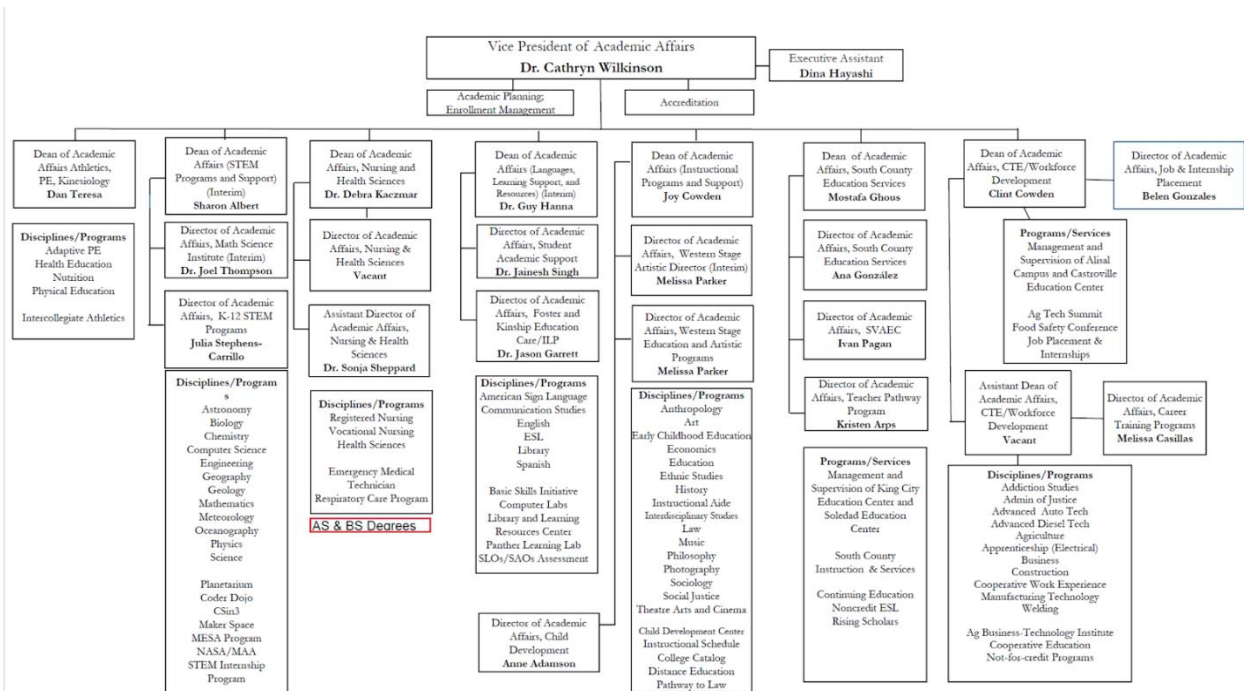 Vice President of Academic Affairs
Dr. Cathryn Wilkinson
Executive Assistant
Dina Hayashi
Academic Planning;
Enrollment Management
Accreditation
Dean of Academic
Affairs Athletics,
PE, Kinesiology
Dan Teresa
Disciplines/Programs
Adaptive PE
Health Education
Nutrition
Physical Education
Intercollegiate Athletics
Dean of Academic
Affairs (STEM
Programs and Support)
(Interim)
Sharon Albert
Director of Academic
Affairs, Math Science
Institute (Interim)
Dr. Joel Thompson
Director of Academic
Affairs, K-12 STEM
Programs
Julia Stephens-
Carrillo
Disciplines/Program
s
Astronomy
Biology
Chemistry
Computer Science
Engineering
Geography
Geology
Mathematics
Meteorology
Oceanography
Physics
Science
Planetarium
Coder Dojo
CSin3
Maker Space
MESA Program
NASA/MAA
STEM Internship
Program
Dean of Academic
Affairs, Nursing and
Health Sciences
Dr. Debra Kaczmar
Director of Academic
Affairs, Nursing &
Health Sciences
Vacant
Assistant Director of
Academic Affairs,
Nursing & Health
Sciences
Dr. Sonja Sheppard
Disciplines/Programs
Registered Nursing
Vocational Nursing
Health Sciences
Emergency Medical
Technician
Respiratory Care Program
AS & BS Degrees
Dean of Academic
Affairs (Languages,
Learning Support, and
Resources) (Interim)
Dr. Guy Hanna
Director of Academic
Affairs, Student
Academic Support
Dr. Jainesh Singh
Director of Academic
Affairs, Foster and
Kinship Education
Care/ILP
Dr. Jason Garrett
Disciplines/Programs
American Sign Language
Communication Studies
English
ESL
Library
Spanish
Basic Skills Initiative
Computer Labs
Library and Learning
Resources Center
Panther Learning Lab
SLOs/SAOs Assessment
Director of Academic
Affairs, Child
Development
Anne Adamson
Dean of Academic
Affairs (Instructional
Programs and Support)
Joy Cowden
Director of Academic
Affairs, Western Stage
Artistic Director (Interim)
Melissa Parker
Director of Academic
Affairs, Western Stage
Education and Artistic
Programs
Melissa Parker
Disciplines/Programs
Anthropology
Art
Early Childhood Education
Economics
Education
Ethnic Studies
History
Instructional Aide
Interdisciplinary Studies
Law
Music
Philosophy
Photography
Sociology
Social Justice
Theatre Arts and Cinema
Child Development Center
Instructional Schedule
College Catalog
Distance Education
Pathway to Law
Dean of Academic
Affairs, South County
Education Services
Mostafa Ghous
Director of Academic
Affairs, South County
Education Services
Ana González
Director of Academic
Affairs, SVAEC
Ivan Pagan
Director of Academic
Affairs, Teacher Pathway
Program
Kristen Arps
Programs/Services
Management and
Supervision of King City
Education Center and
Soledad Education
Center
South County
Instruction & Services
Continuing Education
Noncredit ESL
Rising Scholars
Dean of Academic
Affairs, CTE/Workforce
Development
Clint Cowden
Director of Academic
Affairs, Job & Internship
Placement
Belen Gonzales
Programs/Services
Management and
Supervision of Alisal
Campus and Castroville
Education Center
Ag Tech Summit
Food Safety Conference
Job Placement &
Internships
Assistant Dean of
Academic Affairs,
CTE/Workforce
Development
Vacant
Director of Academic
Affairs, Career
Training Programs
Melissa Casillas
Disciplines/Programs
Addiction Studies
Admin of Justice
Advanced Auto Tech
Advanced Diesel Tech
Agriculture
Apprenticeship (Electrical)
Business
Construction
Cooperative Work Experience
Manufacturing Technology
Welding
Ag Business-Technology Institute
Cooperative Education
Not-for-credit Programs